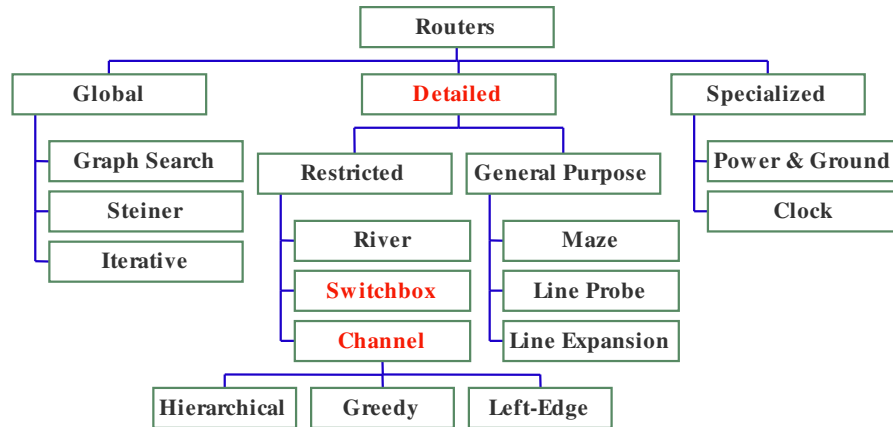 Routers
Global
Detailed
Specialized
Graph Search
Steiner
Iterative
Restricted
General Purpose
Power & Ground
Clock
River
Switchbox
Channel
Maze
Line Probe
Line Expansion
Hierarchical
Greedy
Left-Edge